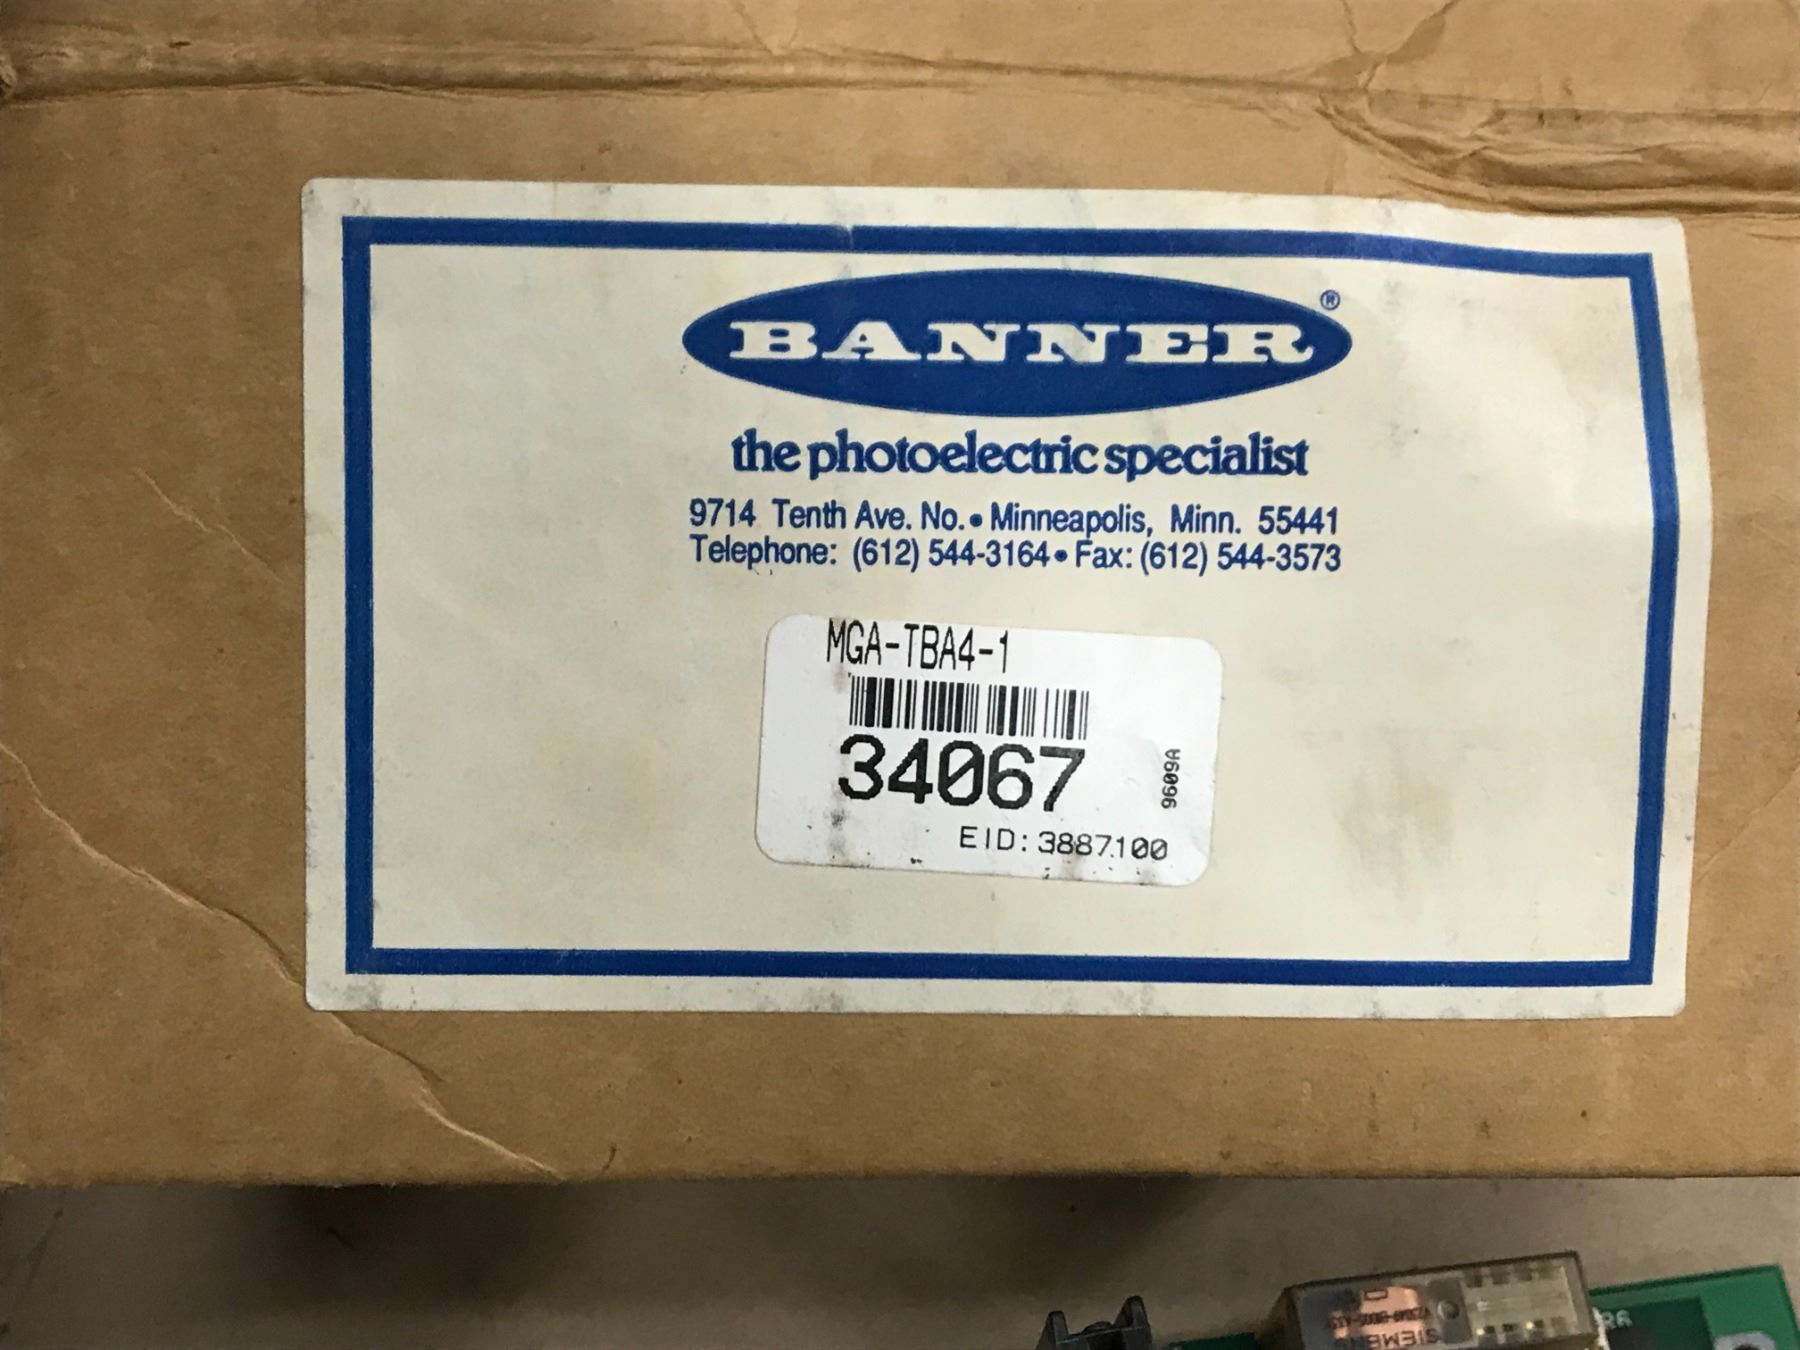 BANNER®
the photoelectric specialist
9714 Tenth Ave. No. • Minneapolis, Minn. 55441
Telephone: (612) 544-3164 • Fax: (612) 544-3573
MGA-TBA4-1
34067
9609A
EID: 3887100
SIEMENS